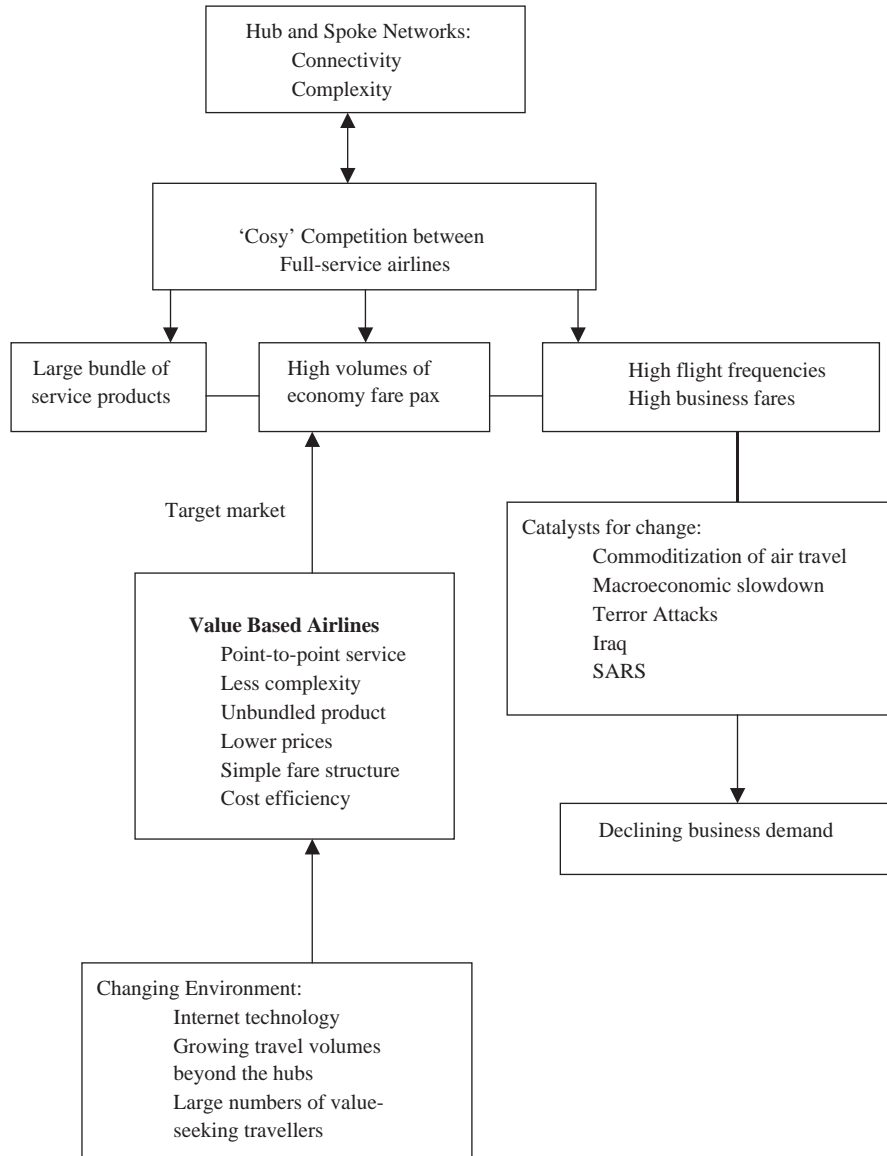 Hub and Spoke Networks:
Connectivity
Complexity
‘Cosy’ Competition between
Full-service airlines
Large bundle of
service products
High volumes of
economy fare pax
High flight frequencies
High business fares
Target market
Catalysts for change:
Commoditization of air travel
Macroeconomic slowdown
Terror Attacks
Iraq
SARS
Value Based Airlines
Point-to-point service
Less complexity
Unbundled product
Lower prices
Simple fare structure
Cost efficiency
Declining business demand
Changing Environment:
Internet technology
Growing travel volumes
beyond the hubs
Large numbers of value-
seeking travellers